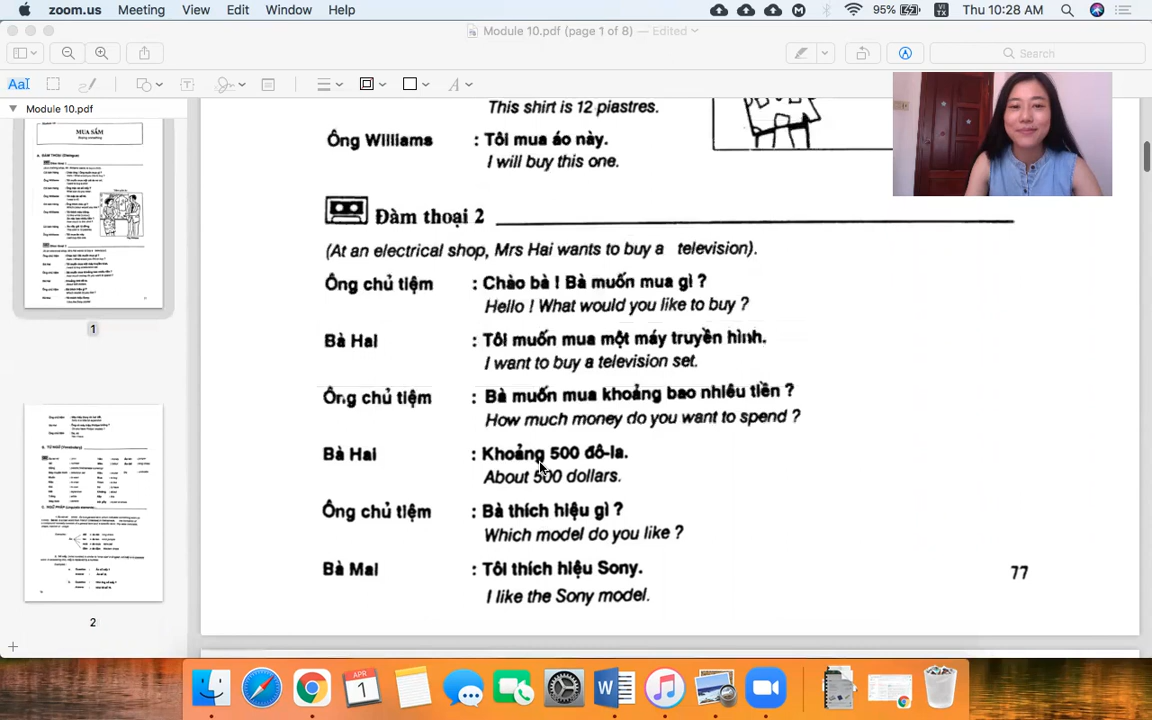 zoom.us Meeting View Edit Window Help 95% VI TX Thu 10:28 AM
Module 10.pdf (page 1 of 8) — Edited
Search
AaI T A
Module 10.pdf
MUA SẮM
1
2
This shirt is 12 piastres.
Ông Williams : Tôi mua áo này.
I will buy this one.
Đàm thoại 2
(At an electrical shop, Mrs Hai wants to buy a television).
Ông chủ tiệm : Chào bà ! Bà muốn mua gì ?
Hello ! What would you like to buy ?
Bà Hai : Tôi muốn mua một máy truyền hình.
I want to buy a television set.
Ông chủ tiệm : Bà muốn mua khoảng bao nhiêu tiền ?
How much money do you want to spend ?
Bà Hai : Khoảng 500 đô-la.
About 500 dollars.
Ông chủ tiệm : Bà thích hiệu gì ?
Which model do you like ?
Bà Mai : Tôi thích hiệu Sony.
I like the Sony model.
77
APR
1
W